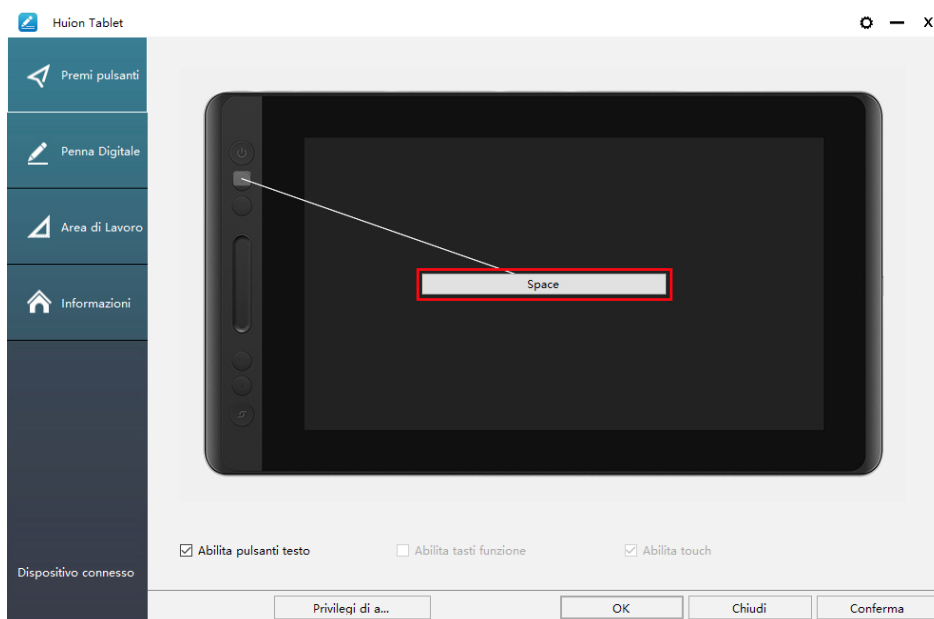 Huion Tablet
X
Premi pulsanti
Penna Digitale
Area di Lavoro
Informazioni
Space
Abilita pulsanti testo
Abilita tasti funzione
Abilita touch
Dispositivo connesso
Privilegi di a...
OK
Chiudi
Conferma